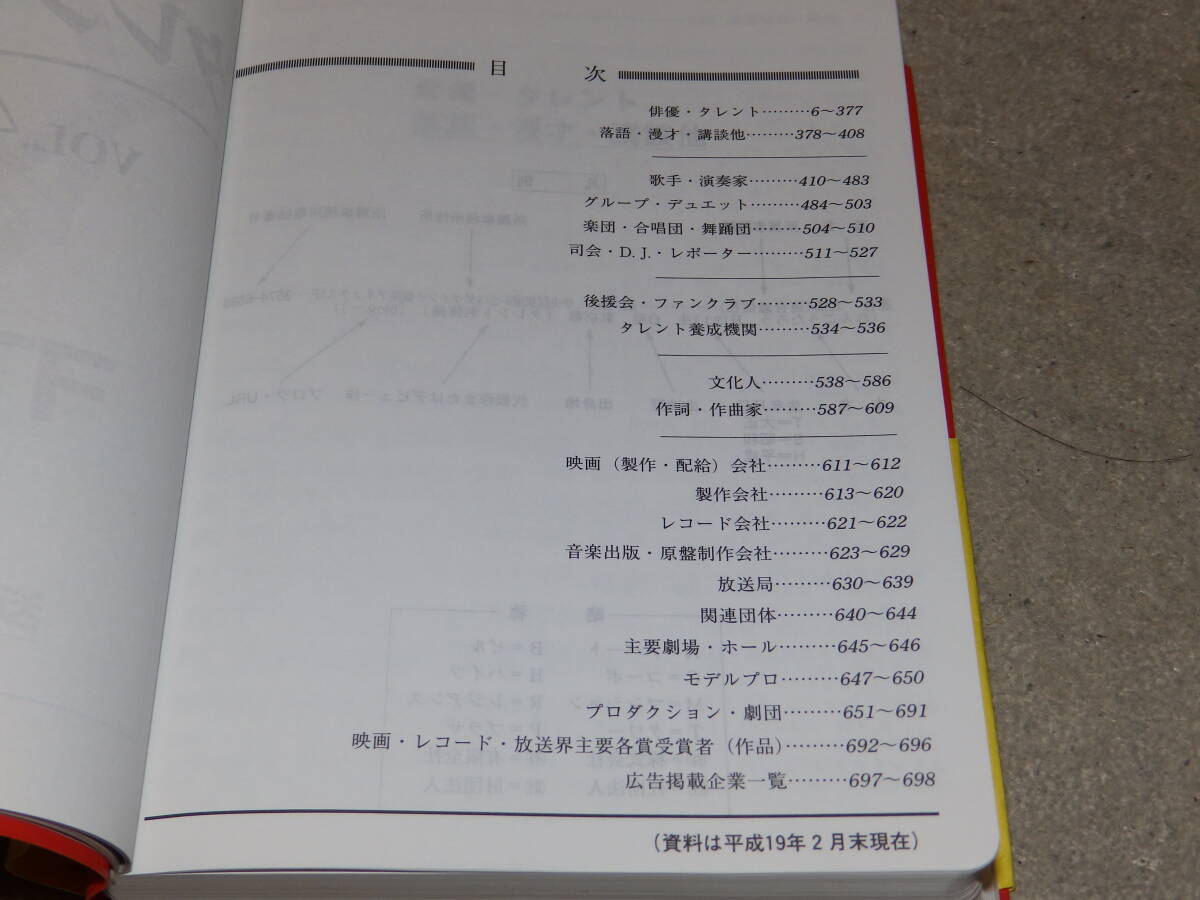 目 次
俳優・タレント………6〜377
落語・漫才・講談他………378〜408
歌手・演奏家………410〜483
グループ・デュエット………484〜503
楽団・合唱団・舞踊団………504〜510
司会・D.J.・レポーター………511〜527
後援会・ファンクラブ………528〜533
タレント養成機関………534〜536
文化人………538〜586
作詞・作曲家………587〜609
映画（製作・配給）会社………611〜612
製作会社………613〜620
レコード会社………621〜622
音楽出版・原盤制作会社………623〜629
放送局………630〜639
関連団体………640〜644
主要劇場・ホール………645〜646
モデルプロ………647〜650
プロダクション・劇団………651〜691
映画・レコード・放送界主要各賞受賞者（作品）………692〜696
広告掲載企業一覧………697〜698
（資料は平成19年2月末現在）
VOL.